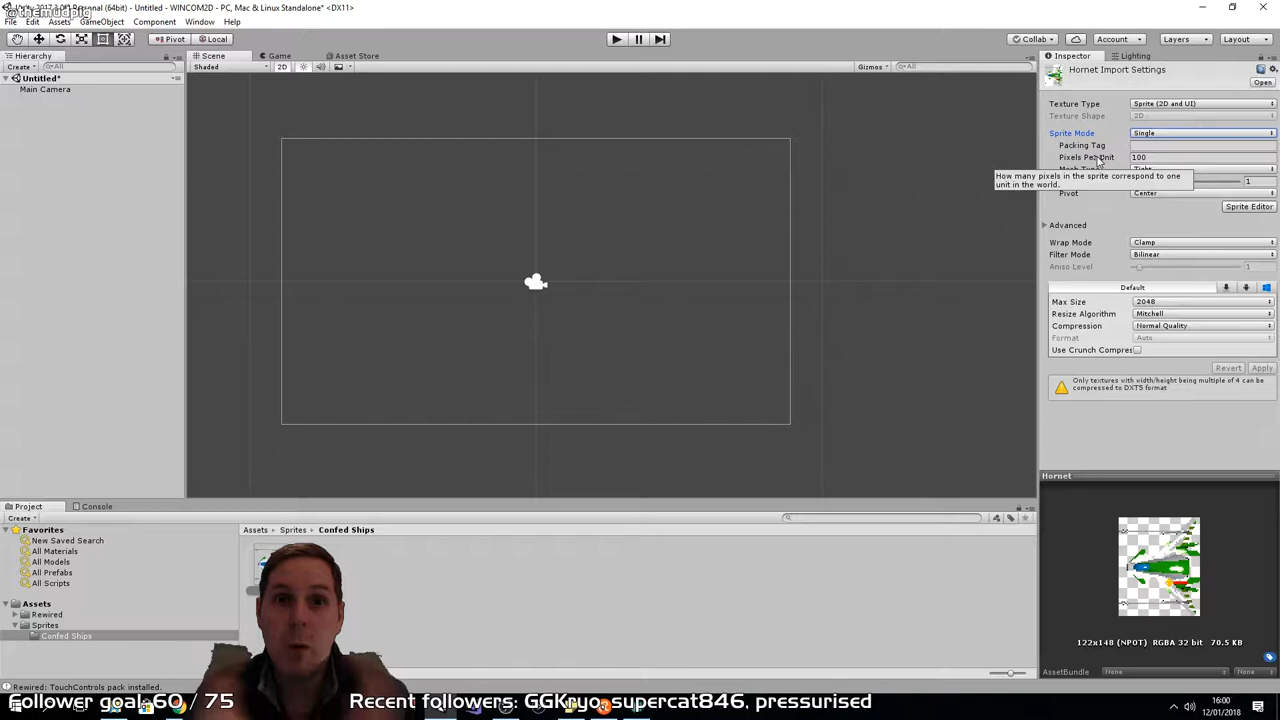 @themudpig
Unity 2017.3.0f3 Personal (64bit) - Untitled - WINCOM2D - PC, Mac & Linux Standalone* <DX11>
File Edit Assets GameObject Component Window Help
Pivot Local
Collab Account Layers Layout
Hierarchy
Scene Game Asset Store
Inspector Lighting
Create All
Shaded 2D Gizmos All
Hornet Import Settings
Open
Untitled*
Main Camera
Texture Type Sprite (2D and UI)
Texture Shape 2D
Sprite Mode Single
Packing Tag
Pixels Per Unit 100
Mesh Type Tight
How many pixels in the sprite correspond to one
unit in the world.
1
Pivot Center
Sprite Editor
Advanced
Wrap Mode Clamp
Filter Mode Bilinear
Aniso Level 1
Default
Max Size 2048
Resize Algorithm Mitchell
Compression Normal Quality
Format Auto
Use Crunch Compres
Revert Apply
Only textures with width/height being multiple of 4 can be
compressed to DXT5 format
Hornet
122x148 (NPOT) RGBA 32 bit 70.5 KB
AssetBundle None None
Project Console
Create
Favorites
New Saved Search
All Materials
All Models
All Prefabs
All Scripts
Assets
Rewired
Sprites
Confed Ships
Assets Sprites Confed Ships
Rewired: TouchControls pack installed.
Follower goal: 60 / 75
Recent followers: GGKryo, supercat846, pressurised
16:00
12/01/2018